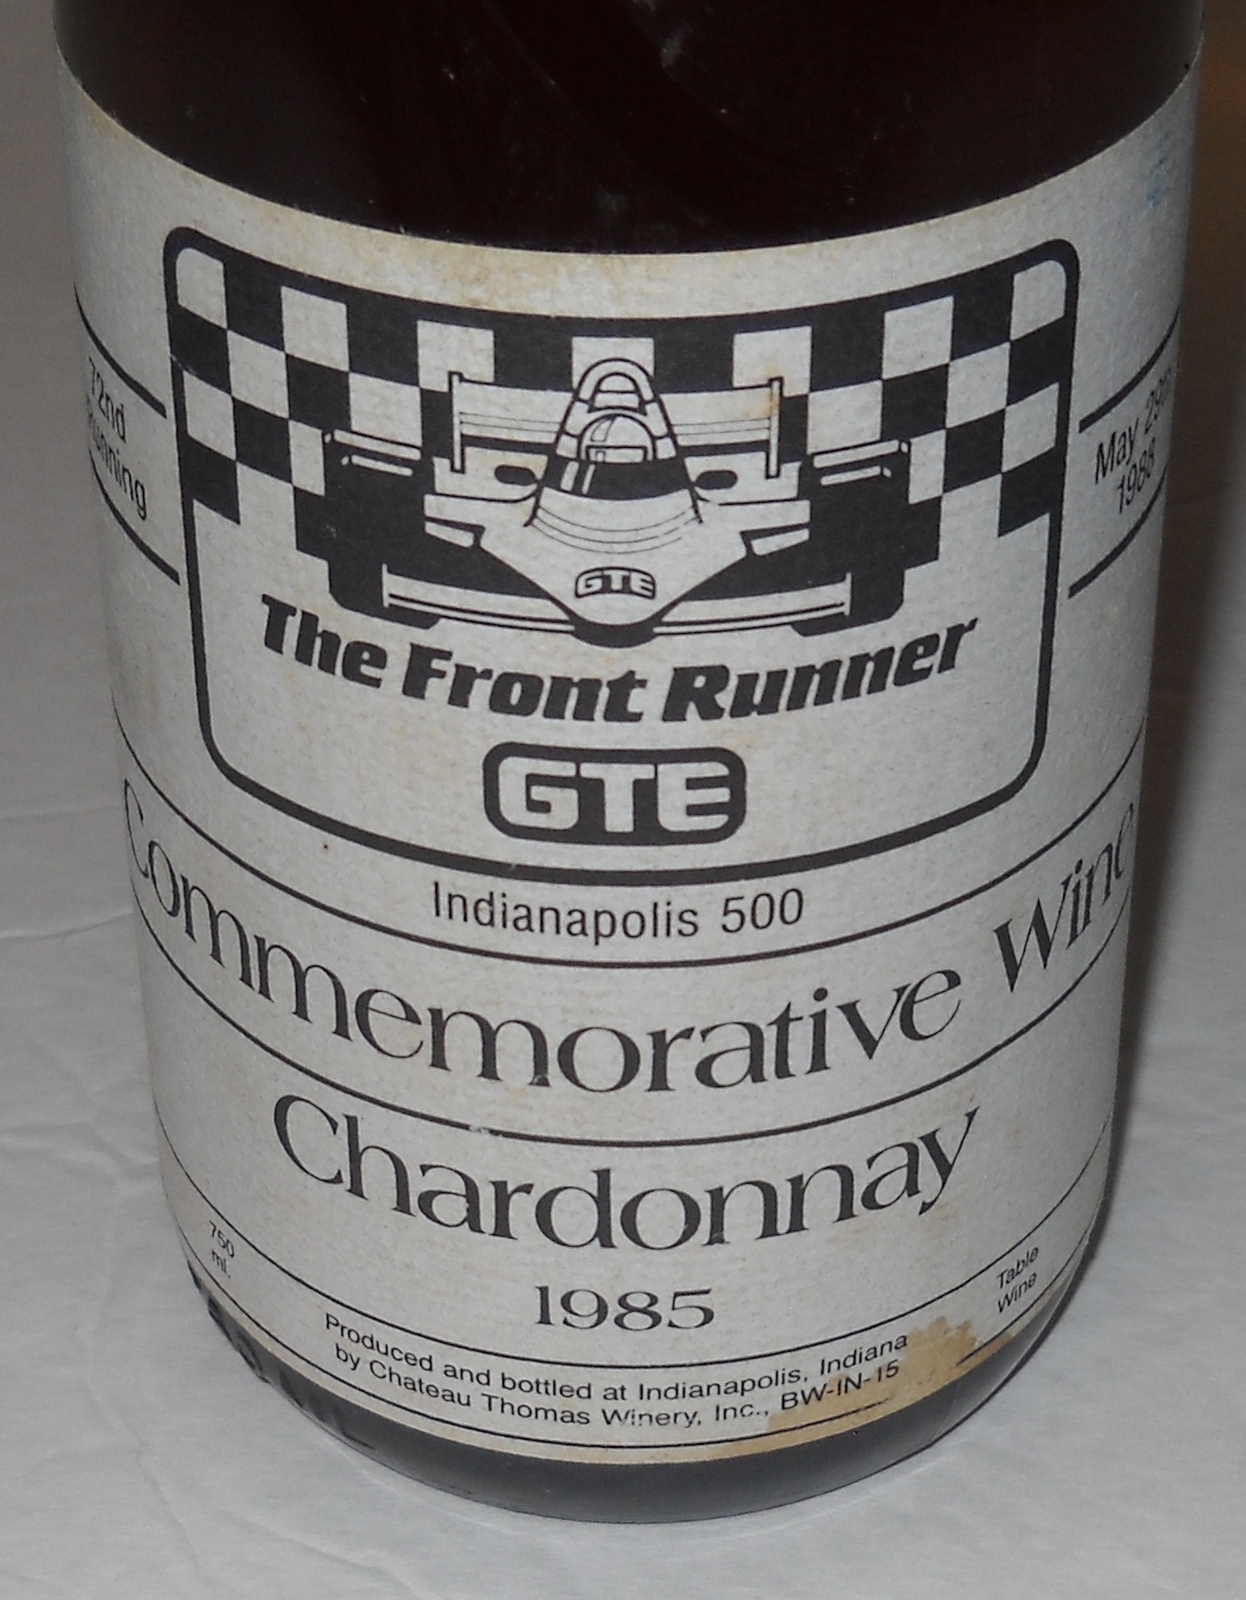 72nd
Running
May 29th
1988
GTE
The Front Runner
GTE
Indianapolis 500
Commemorative Wine
Chardonnay
1985
750
ml.
Table
Wine
Produced and bottled at Indianapolis, Indiana
by Chateau Thomas Winery, Inc., BW-IN-15